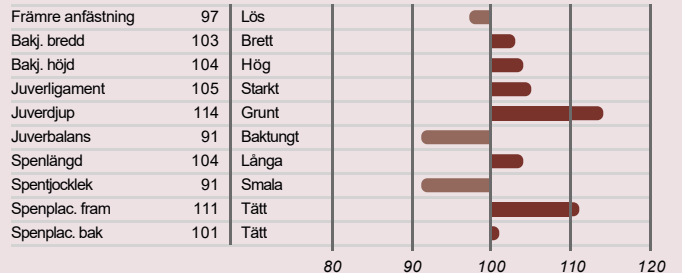 Främre anfästning 97 Lös
Bakj. bredd 103 Brett
Bakj. höjd 104 Hög
Juverligament 105 Starkt
Juverdjup 114 Grunt
Juverbalans 91 Baktungt
Spenlängd 104 Långa
Spentjocklek 91 Smala
Spenplac. fram 111 Tätt
Spenplac. bak 101 Tätt
80 90 100 110 120